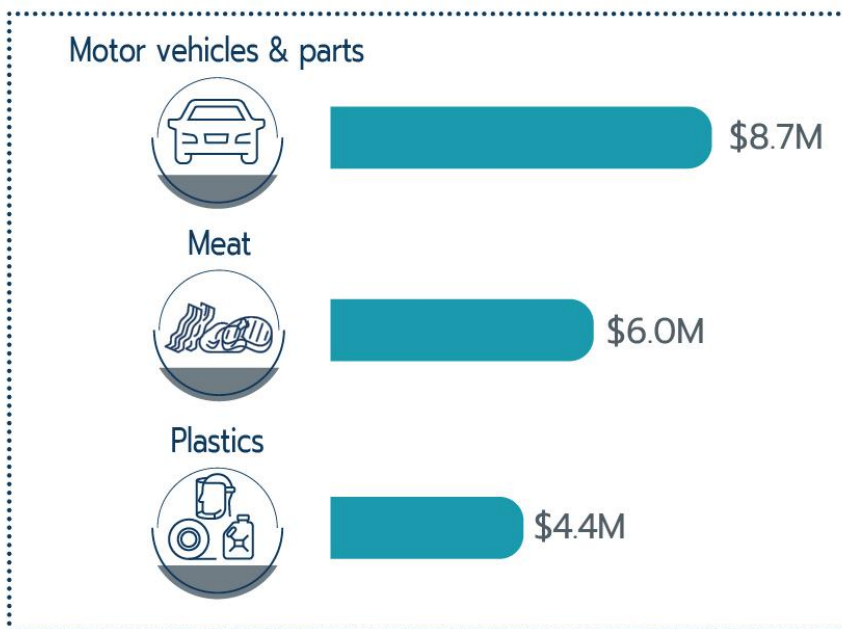 Motor vehicles & parts
$8.7M
Meat
$6.0M
Plastics
$4.4M